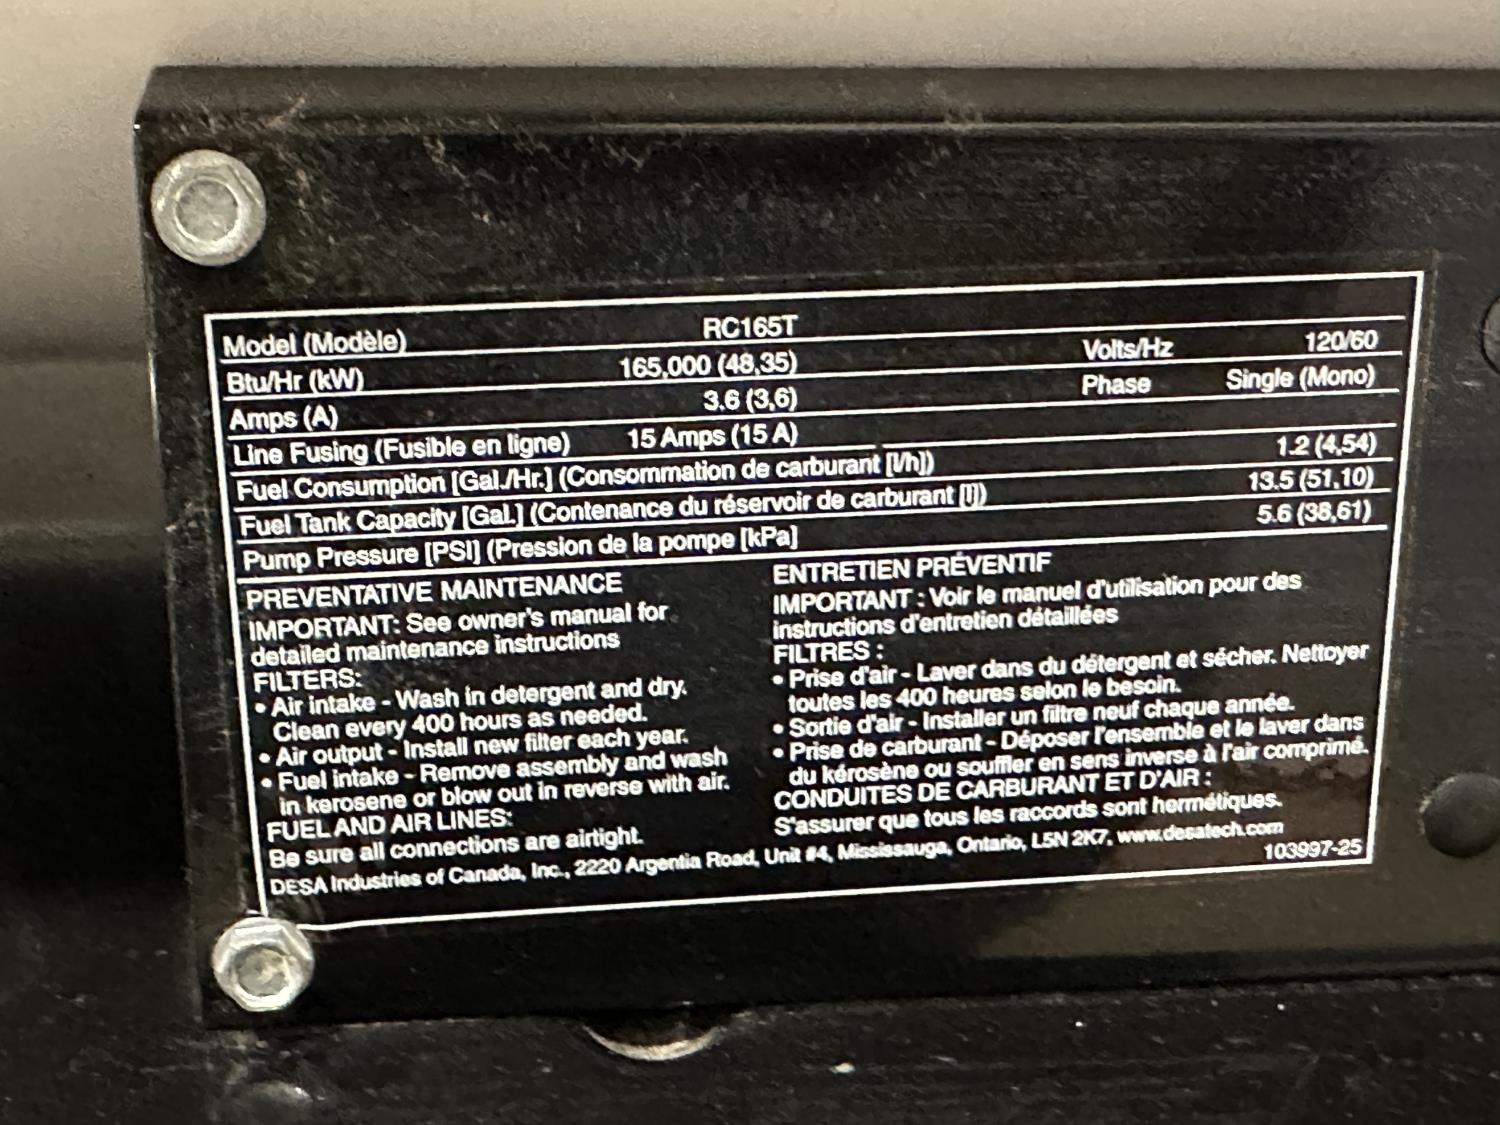 Model (Modèle) RC165T
Btu/Hr (kW) 165,000 (48,35) Volts/Hz 120/60
Amps (A) 3.6 (3,6) Phase Single (Mono)
Line Fusing (Fusible en ligne) 15 Amps (15 A)
Fuel Consumption [Gal./Hr.] (Consommation de carburant [l/h]) 1.2 (4,54)
Fuel Tank Capacity [Gal.] (Contenance du réservoir de carburant [l]) 13.5 (51,10)
Pump Pressure [PSI] (Pression de la pompe [kPa] 5.6 (38,61)
PREVENTATIVE MAINTENANCE
IMPORTANT: See owner's manual for
detailed maintenance instructions
FILTERS:
• Air intake - Wash in detergent and dry.
Clean every 400 hours as needed.
• Air output - Install new filter each year.
• Fuel intake - Remove assembly and wash
in kerosene or blow out in reverse with air.
FUEL AND AIR LINES:
Be sure all connections are airtight.
ENTRETIEN PRÉVENTIF
IMPORTANT : Voir le manuel d'utilisation pour des
instructions d'entretien détaillées
FILTRES :
• Prise d'air - Laver dans du détergent et sécher. Nettoyer
toutes les 400 heures selon le besoin.
• Sortie d'air - Installer un filtre neuf chaque année.
• Prise de carburant - Déposer l'ensemble et le laver dans
du kérosène ou souffler en sens inverse à l'air comprimé.
CONDUITES DE CARBURANT ET D'AIR :
S'assurer que tous les raccords sont hermétiques.
DESA Industries of Canada, Inc., 2220 Argentia Road, Unit #4, Mississauga, Ontario, L5N 2K7, www.desatech.com
103997-25